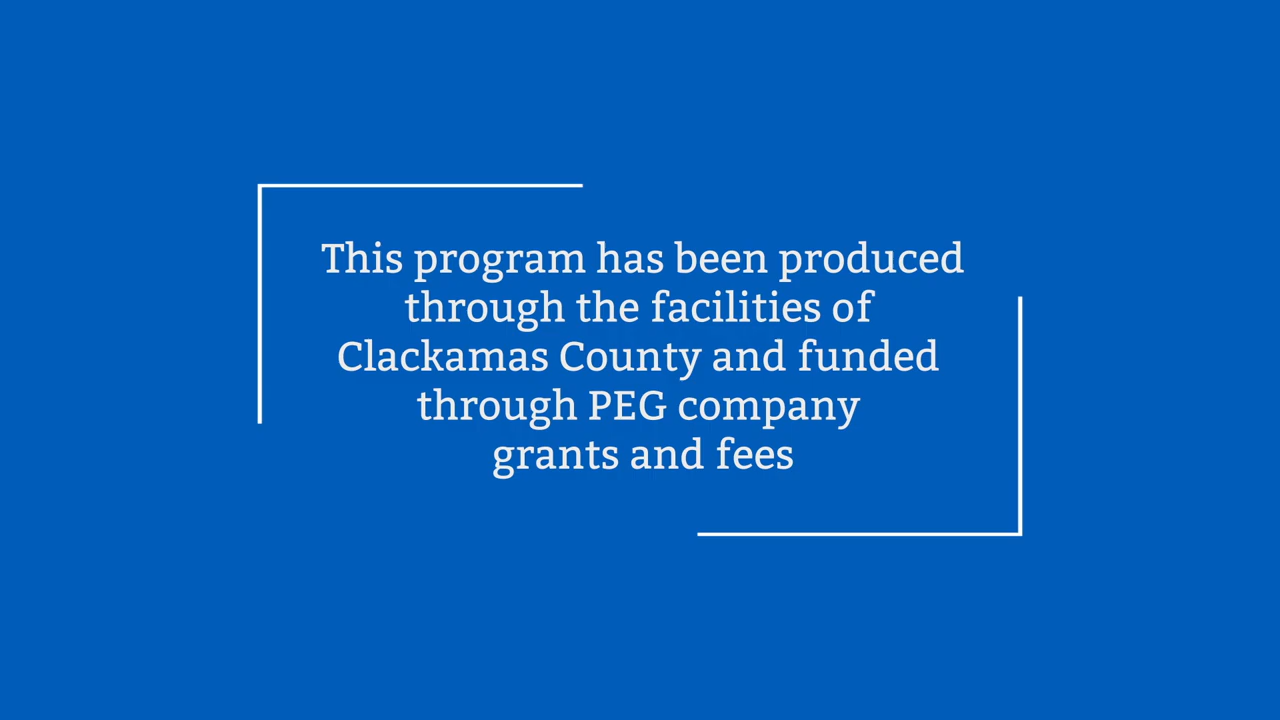 This program has been produced
through the facilities of
Clackamas County and funded
through PEG company
grants and fees